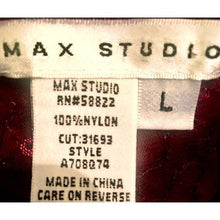 MAX STUDIO
L
MAX STUDIO
RN#58822
100%NYLON
CUT:31693
STYLE
A708Q74
MADE IN CHINA
CARE ON REVERSE